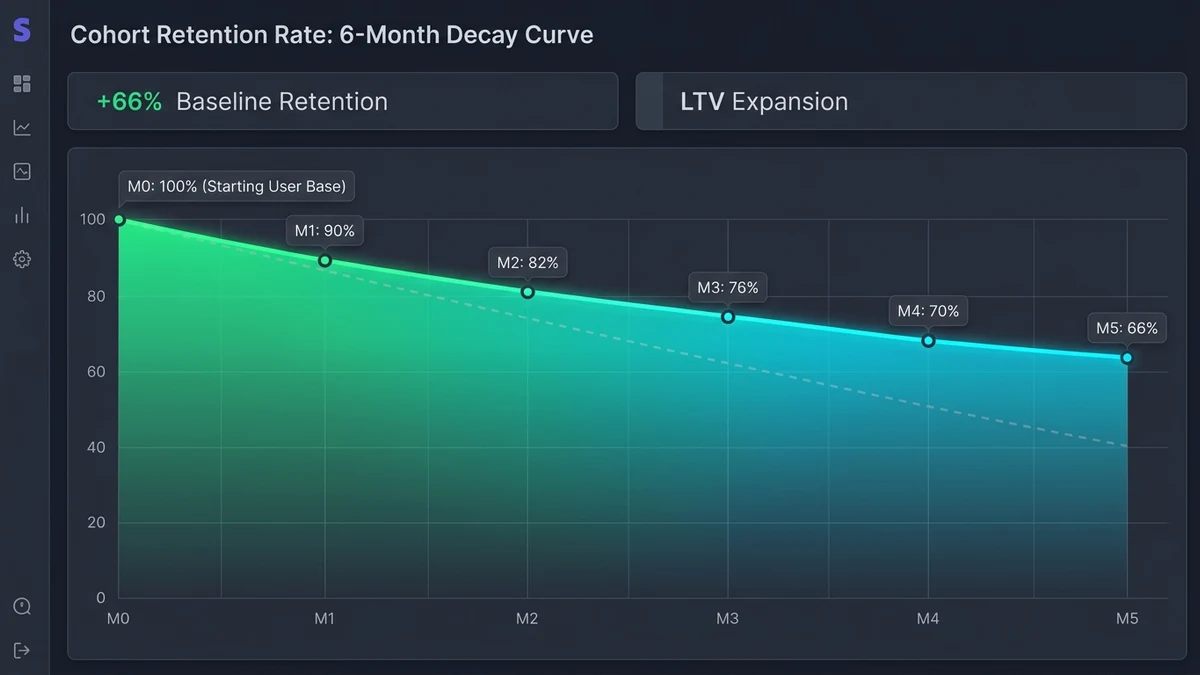 S
Cohort Retention Rate: 6-Month Decay Curve
+66% Baseline Retention
LTV Expansion
M0: 100% (Starting User Base)
M1: 90%
M2: 82%
M3: 76%
M4: 70%
M5: 66%
100
80
60
40
20
0
M0 M1 M2 M3 M4 M5